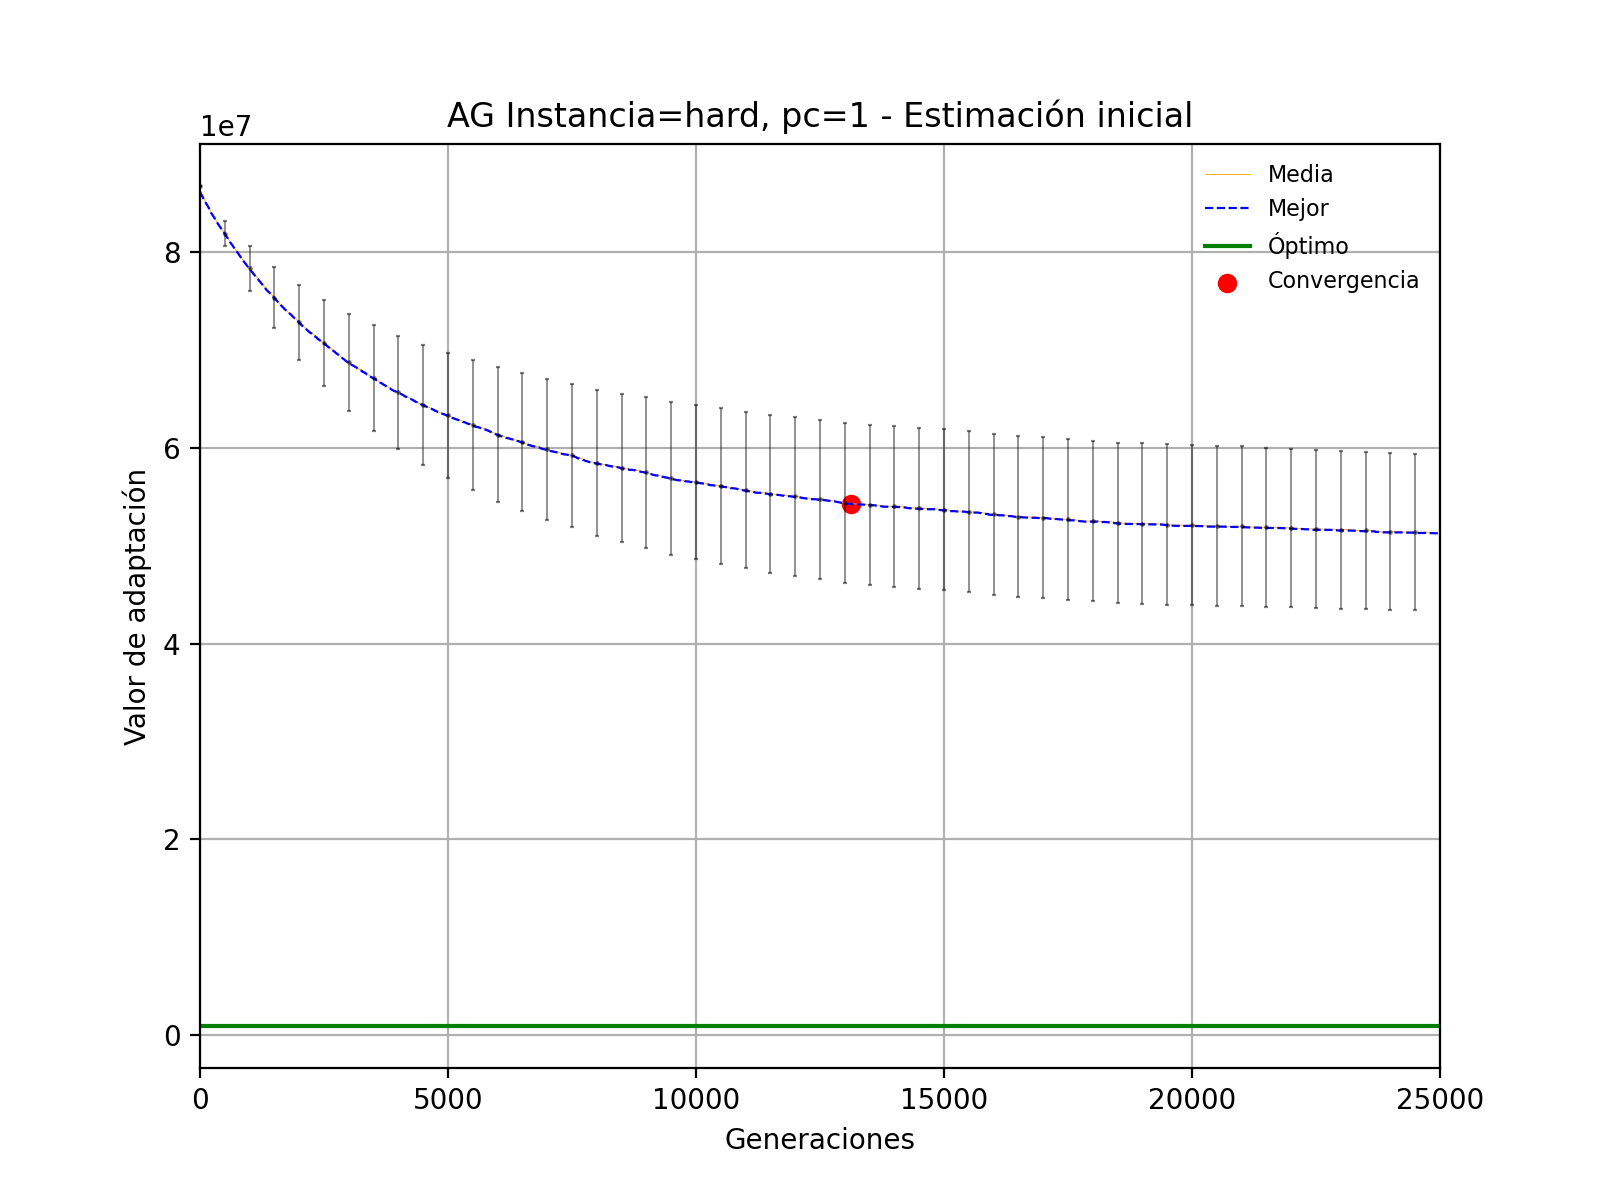 AG Instancia=hard, pc=1 - Estimación inicial
1e7
Media
Mejor
Óptimo
Convergencia
8
6
4
2
0
Valor de adaptación
0 5000 10000 15000 20000 25000
Generaciones